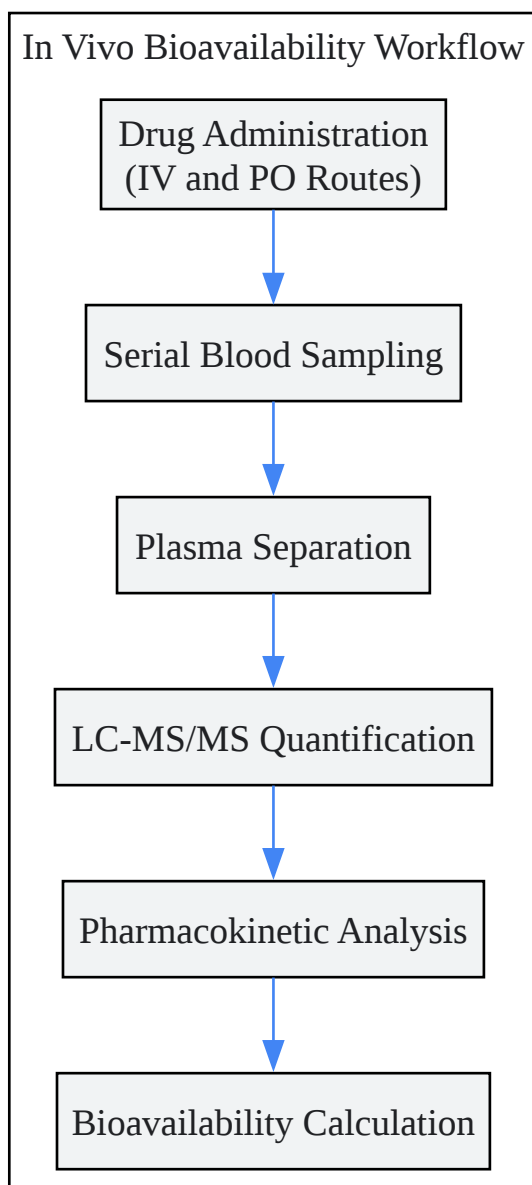 In Vivo Bioavailability Workflow
Drug Administration
(IV and PO Routes)
Serial Blood Sampling
Plasma Separation
LC-MS/MS Quantification
Pharmacokinetic Analysis
Bioavailability Calculation